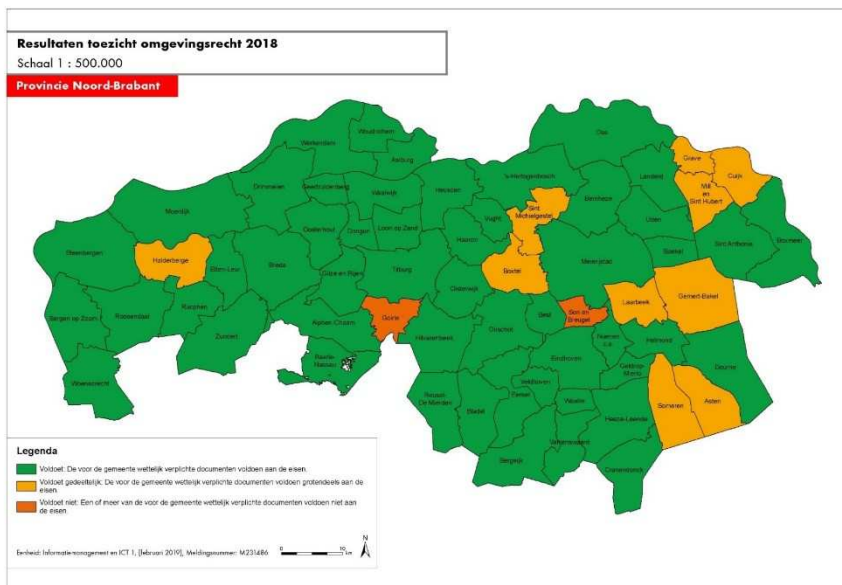 Resultaten toezicht omgevingsrecht 2018
Schaal 1 : 500.000
Provincie Noord-Brabant
Woudrichem
Werkendam
Aalburg
Oss
Grave
Cuijk
Mill
en
Sint Hubert
Landerd
's-Hertogenbosch
Heusden
Waalwijk
Geertruidenberg
Drimmelen
Moerdijk
Sint
Michielsgestel
Bernheze
Uden
Vught
Haaren
Loon op Zand
Dongen
Oosterhout
Steenbergen
Halderberge
Etten-Leur
Breda
Gilze en Rijen
Tilburg
Oisterwijk
Boxtel
Meierijstad
Boekel
Sint Anthonis
Boxmeer
Bergen op Zoom
Roosendaal
Rucphen
Zundert
Alphen-Chaam
Goirle
Hilvarenbeek
Oirschot
Best
Son en
Breugel
Laarbeek
Gemert-Bakel
Woensdrecht
Baarle-
Nassau
Nuenen
c.a.
Helmond
Eindhoven
Geldrop-
Mierlo
Deurne
Reusel-
De Mierden
Bladel
Eersel
Veldhoven
Waalre
Heeze-Leende
Someren
Asten
Valkenswaard
Bergeijk
Cranendonck
Legenda
Voldoet: De voor de gemeente wettelijk verplichte documenten voldoen aan de eisen.
Voldoet gedeeltelijk: De voor de gemeente wettelijk verplichte documenten voldoen grotendeels aan de
eisen.
Voldoet niet: Een of meer van de voor de gemeente wettelijk verplichte documenten voldoen niet aan
de eisen.
Eenheid: Informatiemanagement en ICT 1, [februari 2019], Meldingsnummer: M231486
0 10
km
N